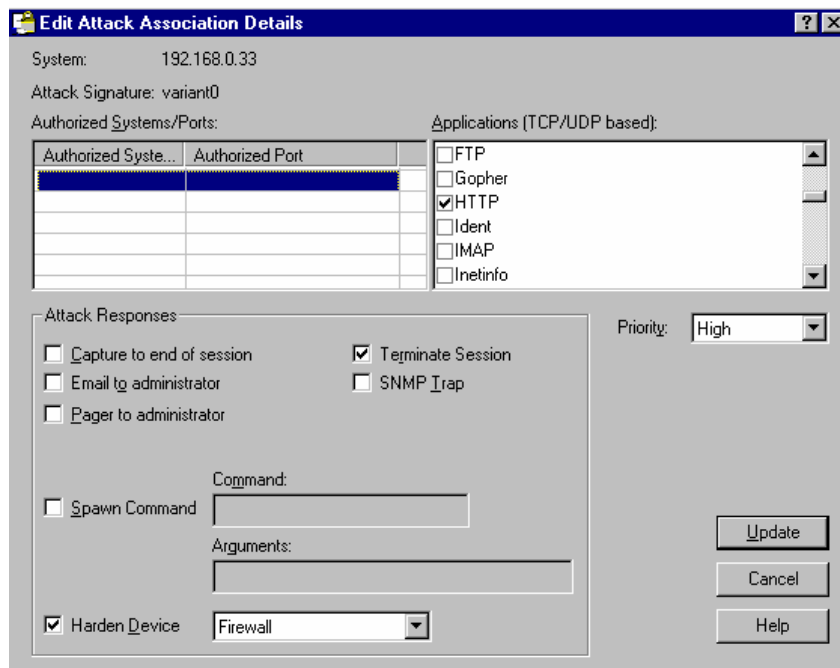 Edit Attack Association Details
System: 192.168.0.33
Attack Signature: variant0
Authorized Systems/Ports:
Authorized Syste... Authorized Port
Applications (TCP/UDP based):
FTP
Gopher
HTTP
Ident
IMAP
Inetinfo
Attack Responses
Capture to end of session
Terminate Session
Email to administrator
SNMP Trap
Pager to administrator
Command:
Spawn Command
Arguments:
Harden Device Firewall
Priority: High
Update
Cancel
Help